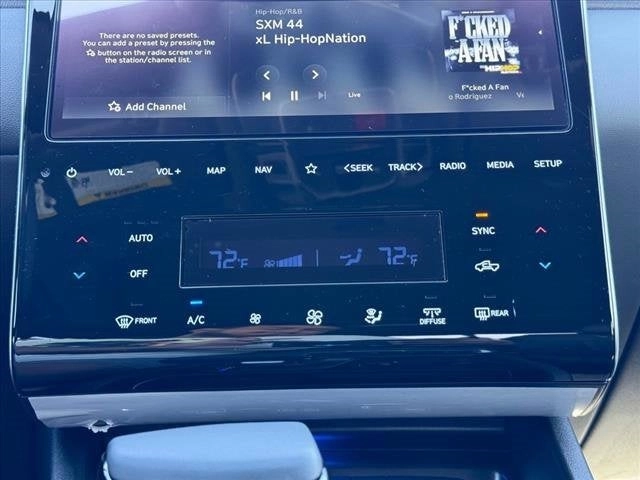 There are no saved presets.
You can add a preset by pressing the
button on the radio screen or in
the station/channel list.
Add Channel
Hip-Hop/R&B
SXM 44
xL Hip-HopNation
Live
F*CKED
A FAN
HIPHOP
F*cked A Fan
o Rodriguez
VOL– VOL+ MAP NAV <SEEK TRACK> RADIO MEDIA SETUP
AUTO
SYNC
OFF
72°F 72°F
FRONT A/C DIFFUSE REAR